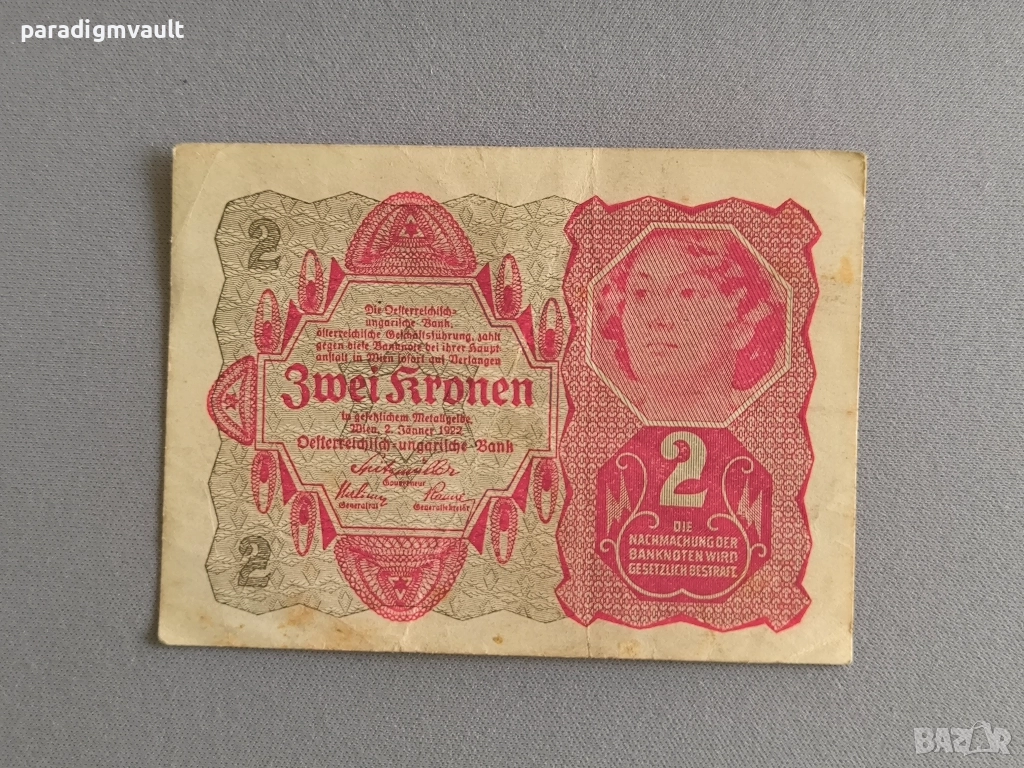 paradigmvault
2
Die Oesterreichisch-
ungarische Bank,
österreichische Geschäftsführung, zahlt
gegen diese Banknote bei ihrer Haupt
anstalt in Wien sofort auf Verlangen
Zwei Kronen
in gesetzlichem Metallgelde.
Wien, 2. Jänner 1922
Oesterreichisch-ungarische Bank
Gouverneur
Generalrat
Generalsekretär
2
2
DIE
NACHMACHUNG DER
BANKNOTEN WIRD
GESETZLICH BESTRAFT.
BAZAR